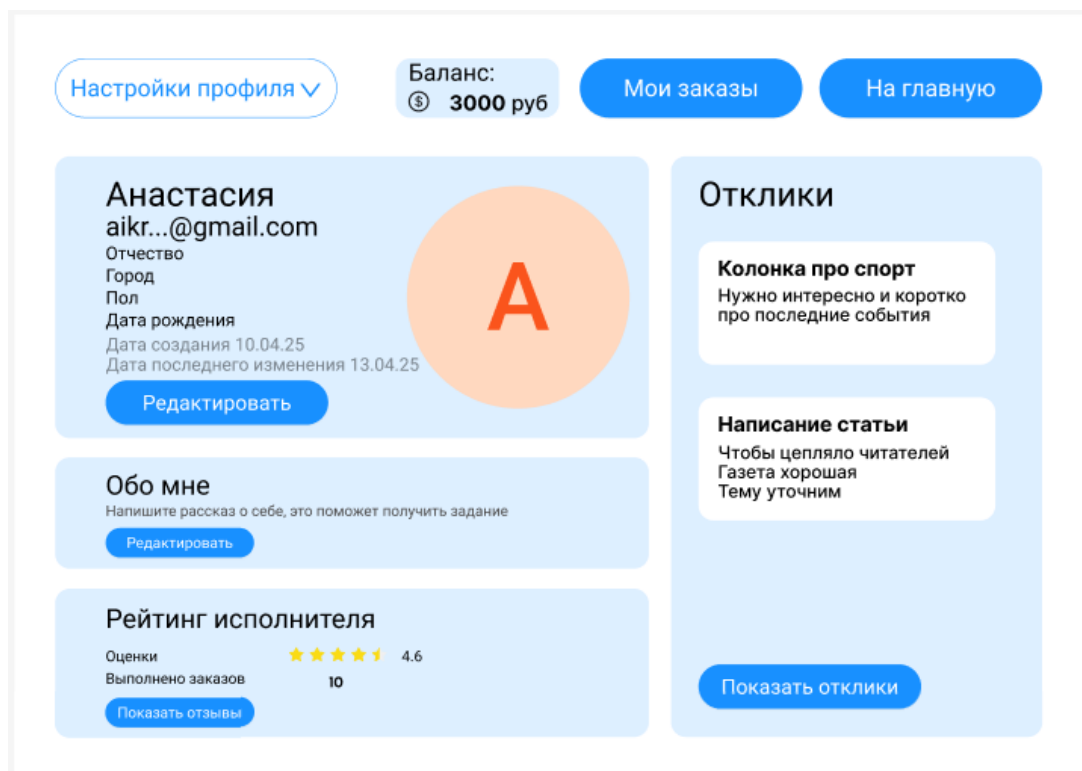 Настройки профиля
Баланс:
3000 руб
Мои заказы
На главную
Анастасия
aikr...@gmail.com
Отчество
Город
Пол
Дата рождения
Дата создания 10.04.25
Дата последнего изменения 13.04.25
Редактировать
А
Обо мне
Напишите рассказ о себе, это поможет получить задание
Редактировать
Рейтинг исполнителя
Оценки 4.6
Выполнено заказов 10
Показать отзывы
Отклики
Колонка про спорт
Нужно интересно и коротко
про последние события
Написание статьи
Чтобы цепляло читателей
Газета хорошая
Тему уточним
Показать отклики